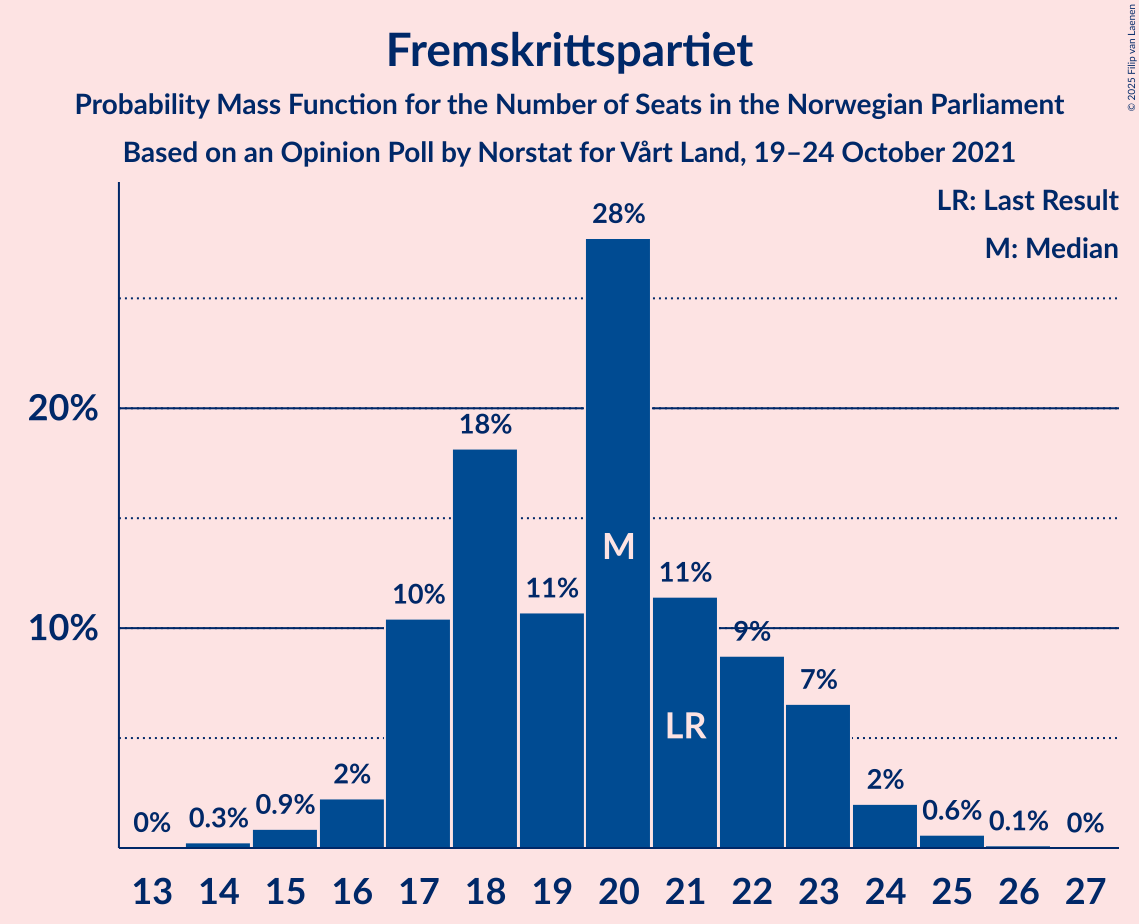 Fremskrittspartiet
Probability Mass Function for the Number of Seats in the Norwegian Parliament
Based on an Opinion Poll by Norstat for Vårt Land, 19–24 October 2021
© 2025 Filip van Laenen
LR: Last Result
M: Median
20%
10%
0%
0.3%
0.9%
2%
10%
18%
11%
28%
11%
9%
7%
2%
0.6%
0.1%
0%
M
LR
13 14 15 16 17 18 19 20 21 22 23 24 25 26 27